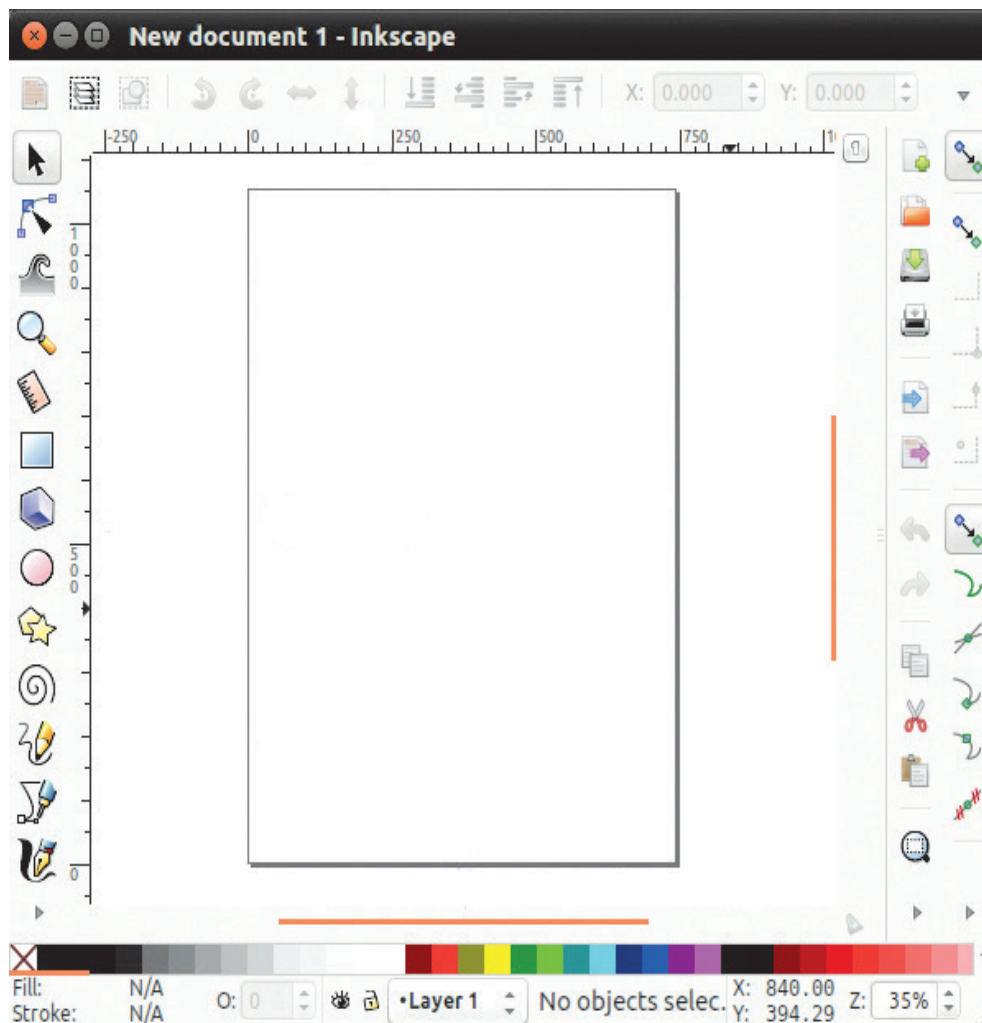 New document 1 - Inkscape
X: 0.000 Y: 0.000
-250 0 250 500 750 1
1000
500
0
Fill: N/A
Stroke: N/A
O: 0
•Layer 1
No objects selec.
X: 840.00
Y: 394.29
Z: 35%